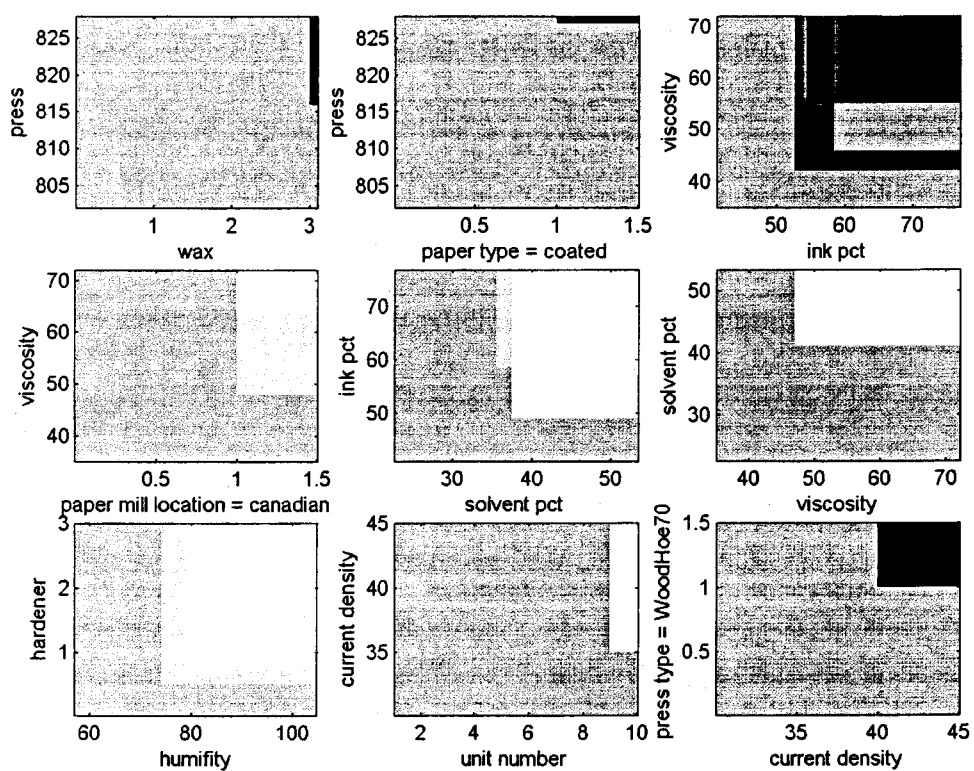 825
820
815
810
805
press
1 2 3
wax
825
820
815
810
805
press
0.5 1 1.5
paper type = coated
70
60
50
40
viscosity
50 60 70
ink pct
70
60
50
40
viscosity
0.5 1 1.5
paper mill location = canadian
70
60
50
ink pct
30 40 50
solvent pct
50
40
30
solvent pct
40 50 60 70
viscosity
3
2
1
hardener
60 80 100
humifity
45
40
35
current density
2 4 6 8 10
unit number
1.5
1
0.5
press type = WoodHoe70
35 40 45
current density